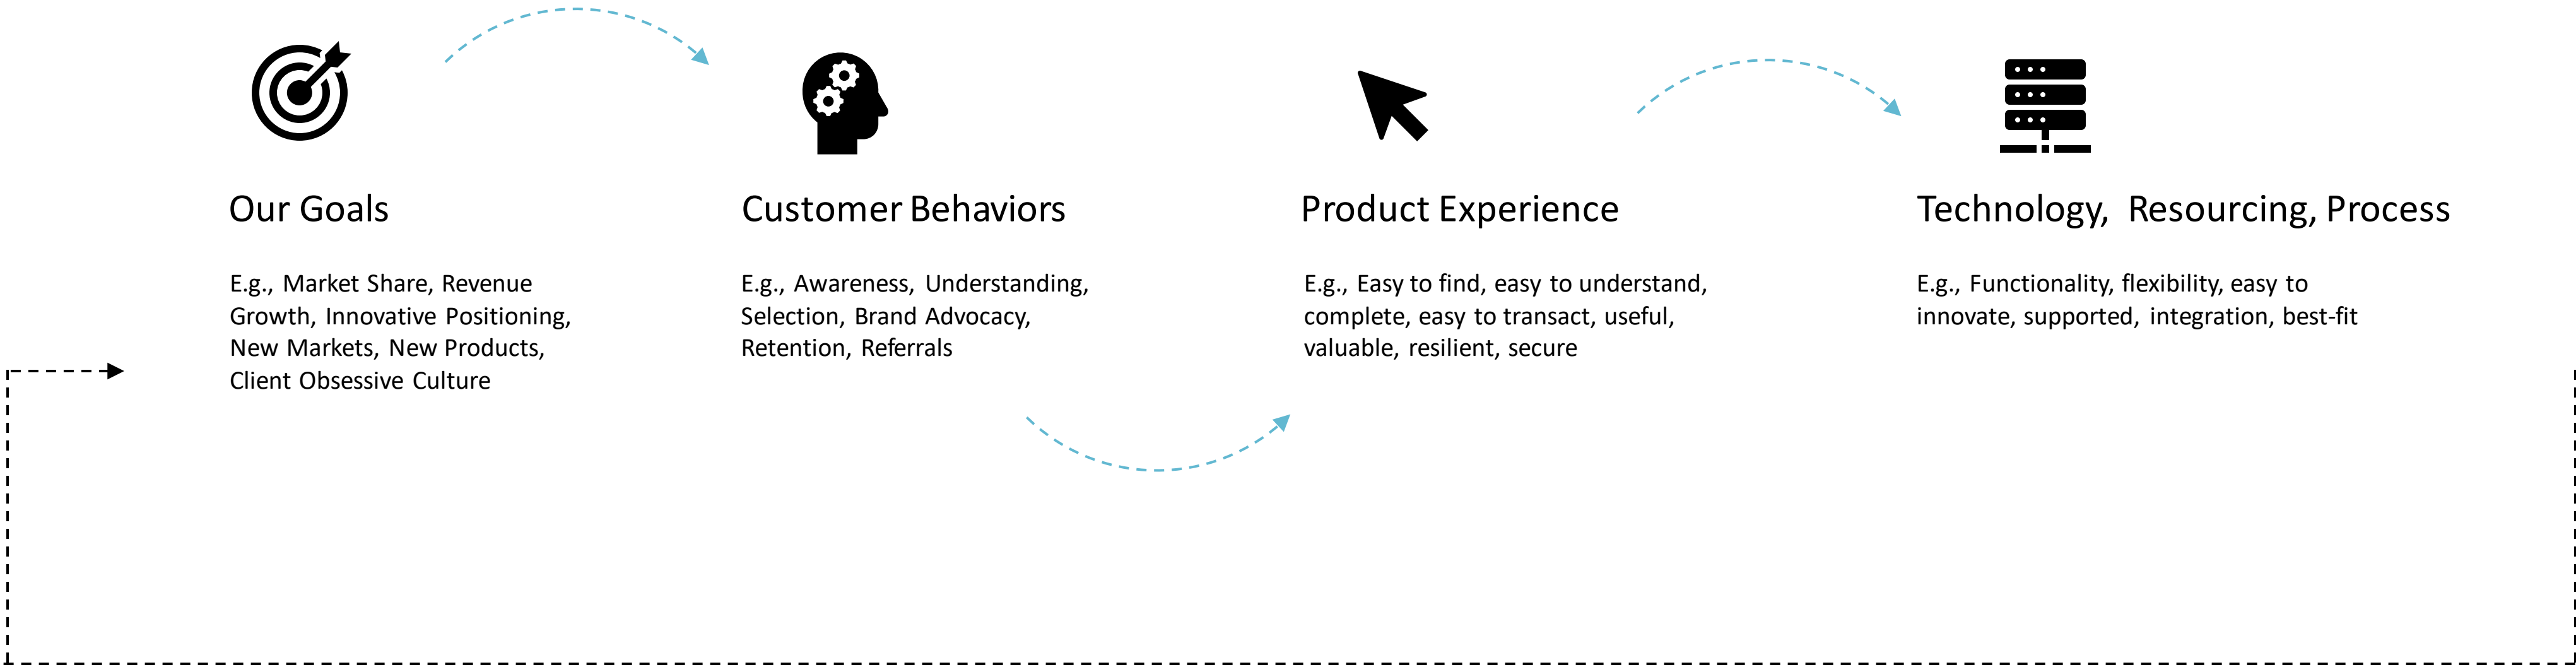 Our Goals
E.g., Market Share, Revenue
Growth, Innovative Positioning,
New Markets, New Products,
Client Obsessive Culture
Customer Behaviors
E.g., Awareness, Understanding,
Selection, Brand Advocacy,
Retention, Referrals
Product Experience
E.g., Easy to find, easy to understand,
complete, easy to transact, useful,
valuable, resilient, secure
Technology, Resourcing, Process
E.g., Functionality, flexibility, easy to
innovate, supported, integration, best-fit